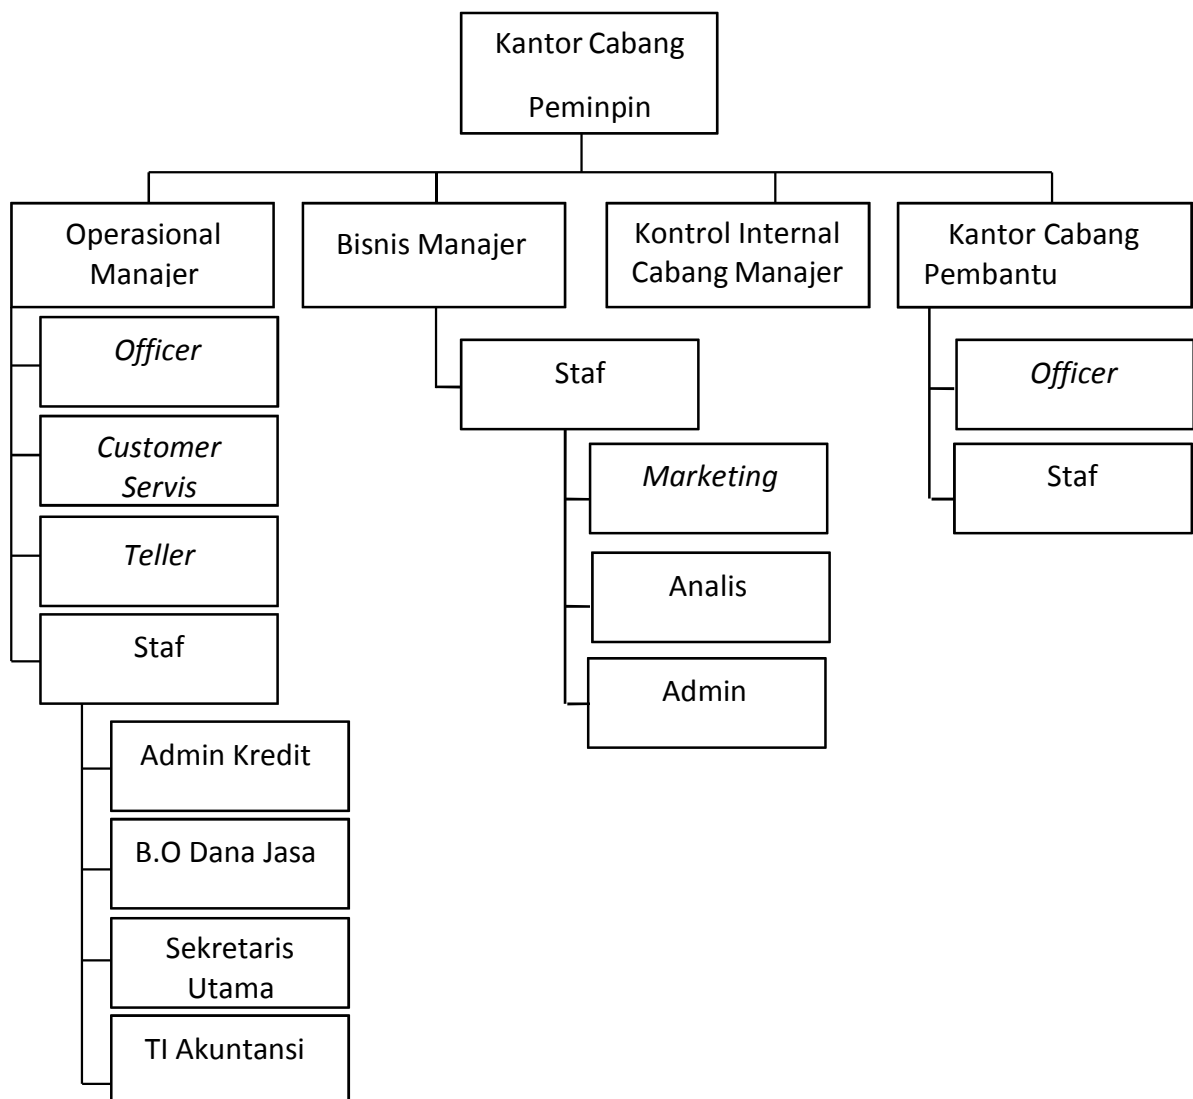 Kantor Cabang
Peminpin
Operasional
Manajer
Bisnis Manajer
Kontrol Internal
Cabang Manajer
Kantor Cabang
Pembantu
Officer
Customer
Servis
Teller
Staf
Admin Kredit
B.O Dana Jasa
Sekretaris
Utama
TI Akuntansi
Staf
Marketing
Analis
Admin
Officer
Staf